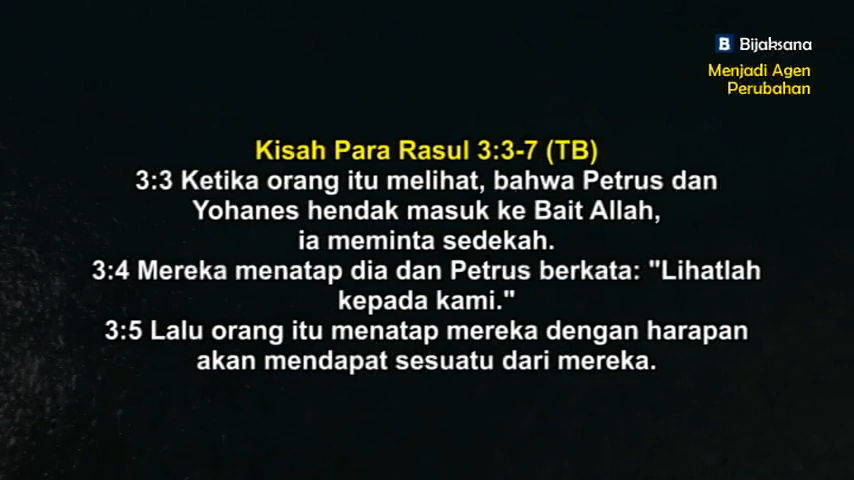 B Bijaksana
Menjadi Agen
Perubahan
Kisah Para Rasul 3:3-7 (TB)
3:3 Ketika orang itu melihat, bahwa Petrus dan
Yohanes hendak masuk ke Bait Allah,
ia meminta sedekah.
3:4 Mereka menatap dia dan Petrus berkata: "Lihatlah
kepada kami."
3:5 Lalu orang itu menatap mereka dengan harapan
akan mendapat sesuatu dari mereka.